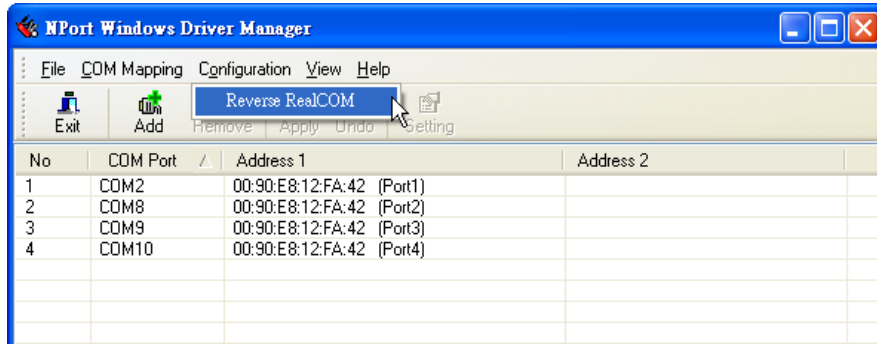 NPort Windows Driver Manager
File COM Mapping Configuration View Help
Reverse RealCOM
Exit Add Remove Apply Undo Setting
No COM Port Address 1 Address 2
1 COM2 00:90:E8:12:FA:42 (Port1)
2 COM8 00:90:E8:12:FA:42 (Port2)
3 COM9 00:90:E8:12:FA:42 (Port3)
4 COM10 00:90:E8:12:FA:42 (Port4)